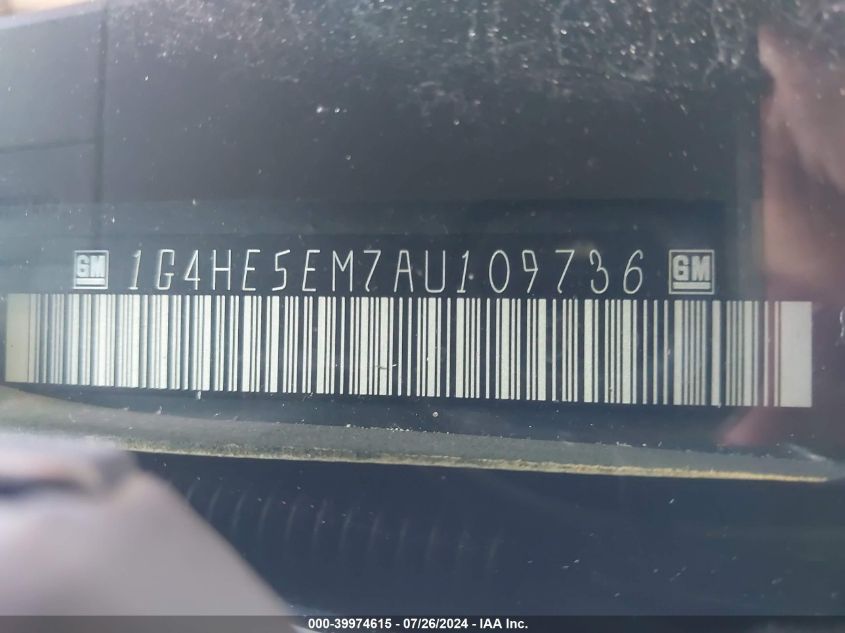 GM 1G4HE5EM7AU109736 GM
000-39974615 / 07/26/2024 - IAA Inc.